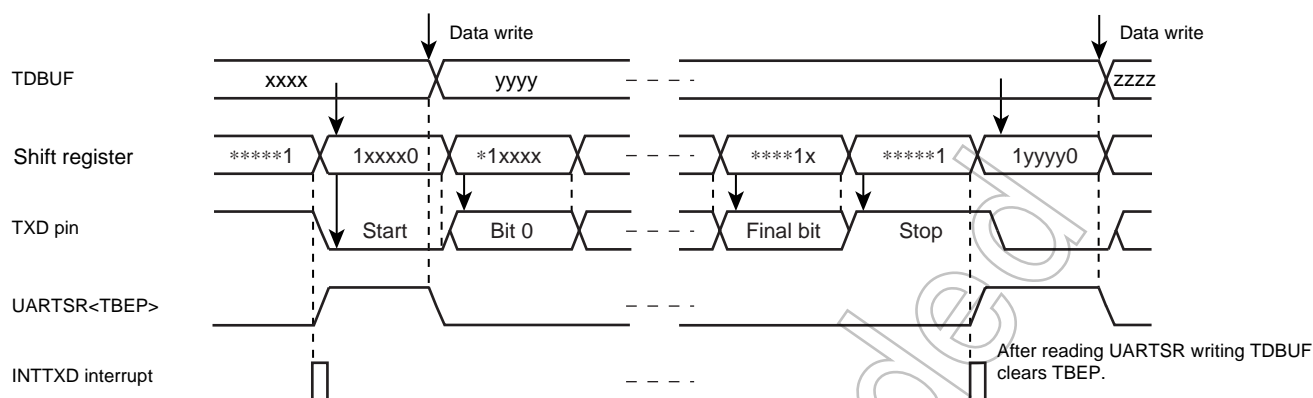 Data write
Data write
TDBUF
xxxx
yyyy
zzzz
Shift register
*****1
1xxxx0
*1xxxx
****1x
*****1
1yyyy0
TXD pin
Start
Bit 0
Final bit
Stop
UARTSR<TBEP>
INTTXD interrupt
After reading UARTSR writing TDBUF
clears TBEP.